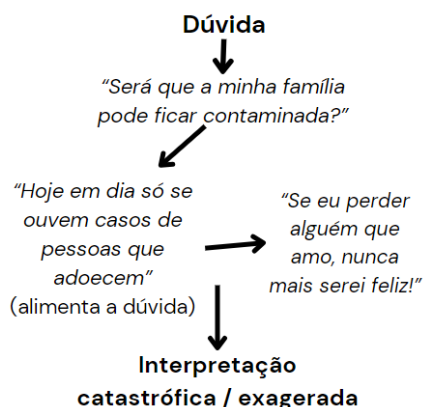 Dúvida
“Será que a minha família
pode ficar contaminada?”
“Hoje em dia só se
ouvem casos de
pessoas que
adoecem”
(alimenta a dúvida)
“Se eu perder
alguém que
amo, nunca
mais serei feliz!”
Interpretação
catastrófica / exagerada